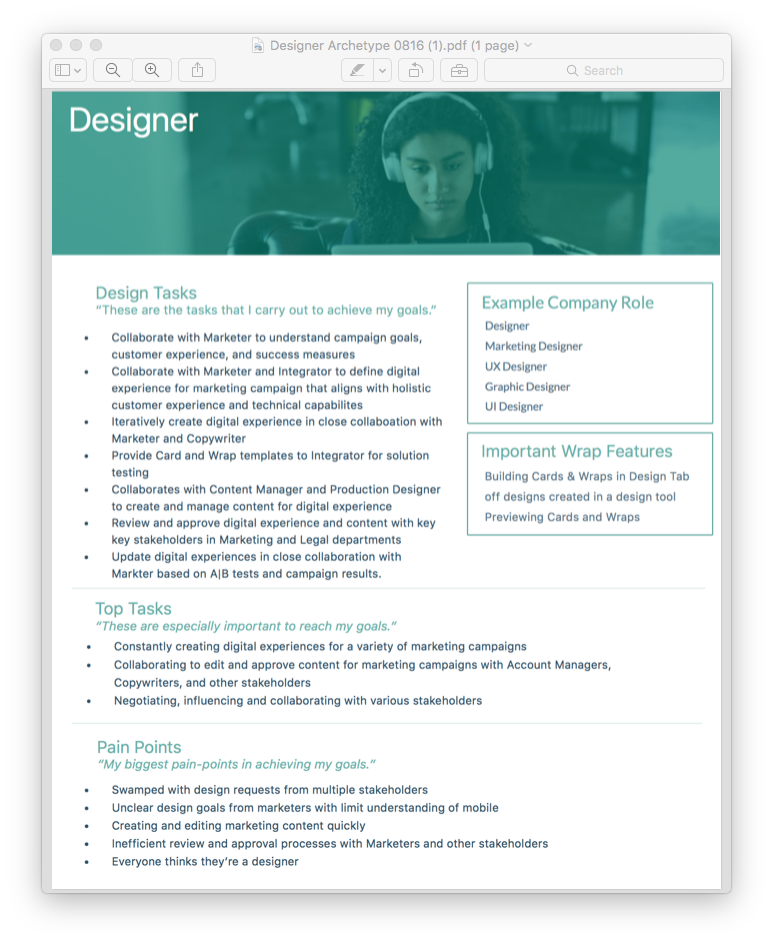 Designer Archetype 0816 (1).pdf (1 page)
Search
Designer
Design Tasks
“These are the tasks that I carry out to achieve my goals.”
• Collaborate with Marketer to understand campaign goals,
customer experience, and success measures
• Collaborate with Marketer and Integrator to define digital
experience for marketing campaign that aligns with holistic
customer experience and technical capabilites
• Iteratively create digital experience in close collaboation with
Marketer and Copywriter
• Provide Card and Wrap templates to Integrator for solution
testing
• Collaborates with Content Manager and Production Designer
to create and manage content for digital experience
• Review and approve digital experience and content with key
key stakeholders in Marketing and Legal departments
• Update digital experiences in close collaboration with
Markter based on A|B tests and campaign results.
Example Company Role
Designer
Marketing Designer
UX Designer
Graphic Designer
UI Designer
Important Wrap Features
Building Cards & Wraps in Design Tab
off designs created in a design tool
Previewing Cards and Wraps
Top Tasks
“These are especially important to reach my goals.”
• Constantly creating digital experiences for a variety of marketing campaigns
• Collaborating to edit and approve content for marketing campaigns with Account Managers,
Copywriters, and other stakeholders
• Negotiating, influencing and collaborating with various stakeholders
Pain Points
“My biggest pain-points in achieving my goals.”
• Swamped with design requests from multiple stakeholders
• Unclear design goals from marketers with limit understanding of mobile
• Creating and editing marketing content quickly
• Inefficient review and approval processes with Marketers and other stakeholders
• Everyone thinks they’re a designer